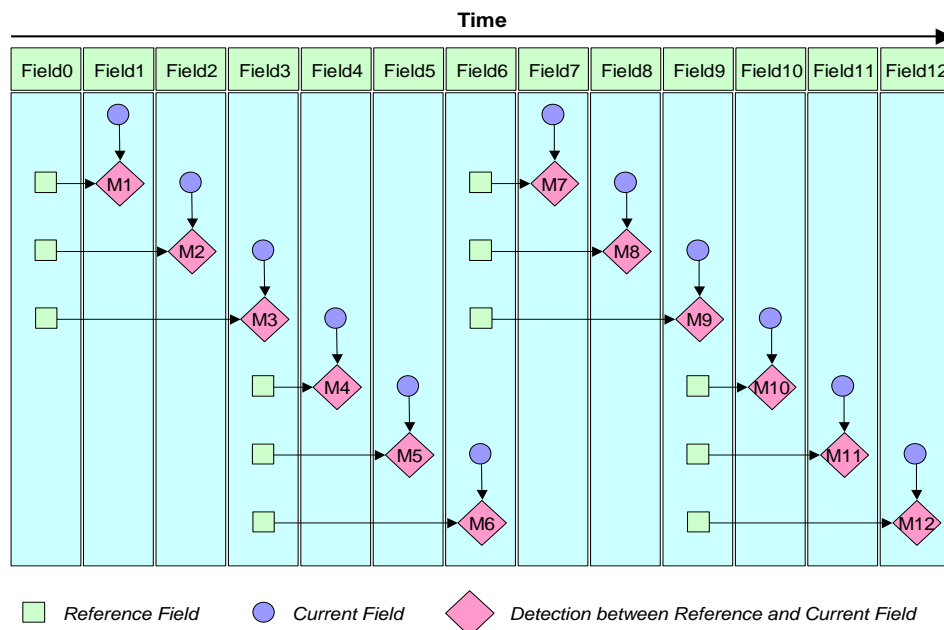 Time
Field0 Field1 Field2 Field3 Field4 Field5 Field6 Field7 Field8 Field9 Field10 Field11 Field12
M1 M7
M2 M8
M3 M9
M4 M10
M5 M11
M6 M12
Reference Field Current Field Detection between Reference and Current Field